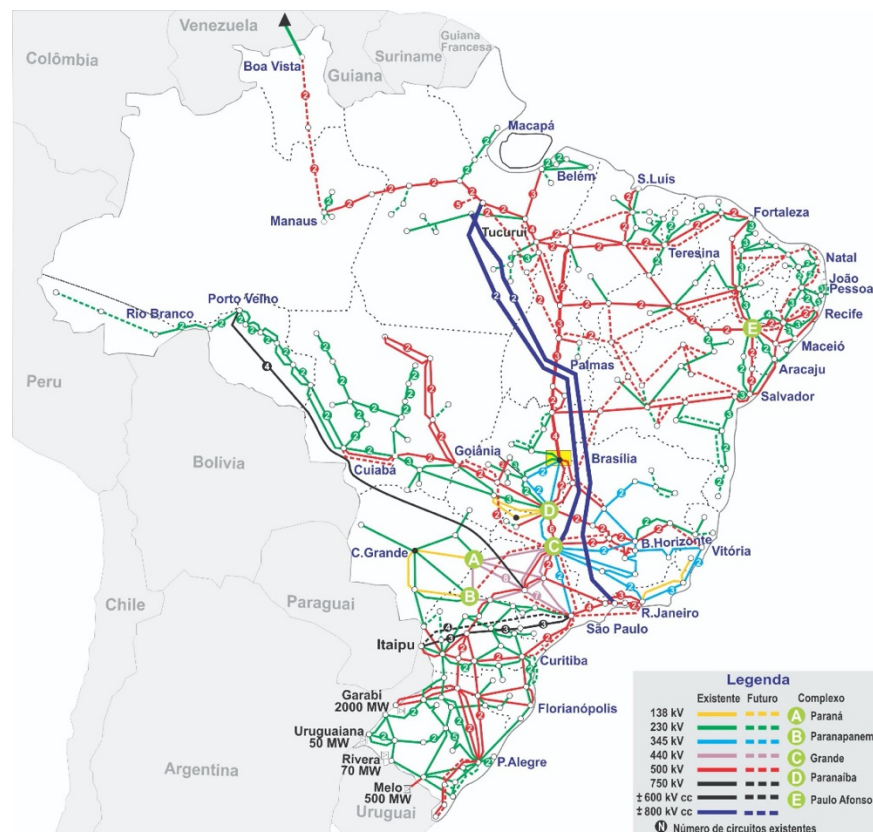 Venezuela
Colômbia
Boa Vista
Guiana
Suriname
Guiana
Francesa
Macapá
Belém
S.Luís
Manaus
Tucuruí
Fortaleza
Teresina
Natal
João
Pessoa
Recife
Maceió
Aracaju
Salvador
E
Rio Branco
Porto Velho
Peru
Palmas
Bolívia
Cuiabá
Goiânia
Brasília
D
C
B.Horizonte
Vitória
C.Grande
A
B
R.Janeiro
São Paulo
Chile
Paraguai
Itaipu
Curitiba
Garabi
2000 MW
Florianópolis
Uruguaiana
50 MW
Rivera
70 MW
P.Alegre
Melo
500 MW
Argentina
Uruguai
Legenda
Existente Futuro Complexo
138 kV A Paraná
230 kV B Paranapanem
345 kV
440 kV C Grande
500 kV D Paranaíba
750 kV
±600 kV cc E Paulo Afonso
±800 kV cc
N Número de circuitos existentes